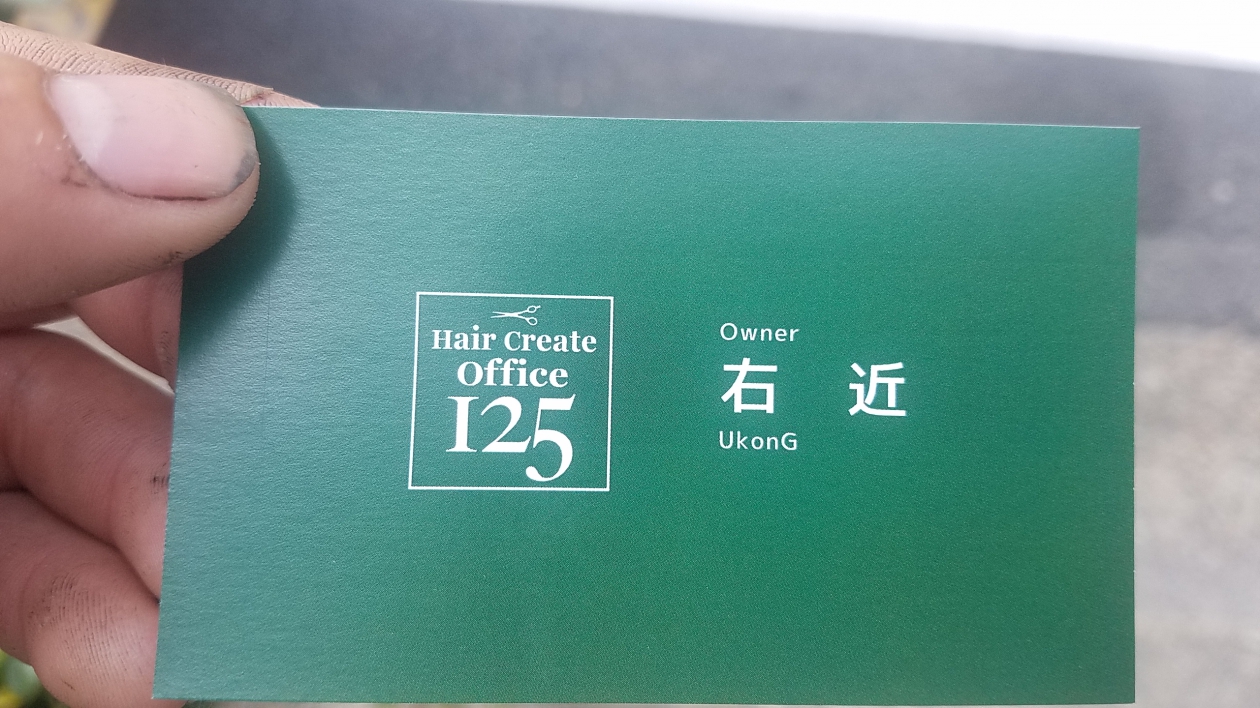 Hair Create
Office
125
Owner
右 近
UkonG